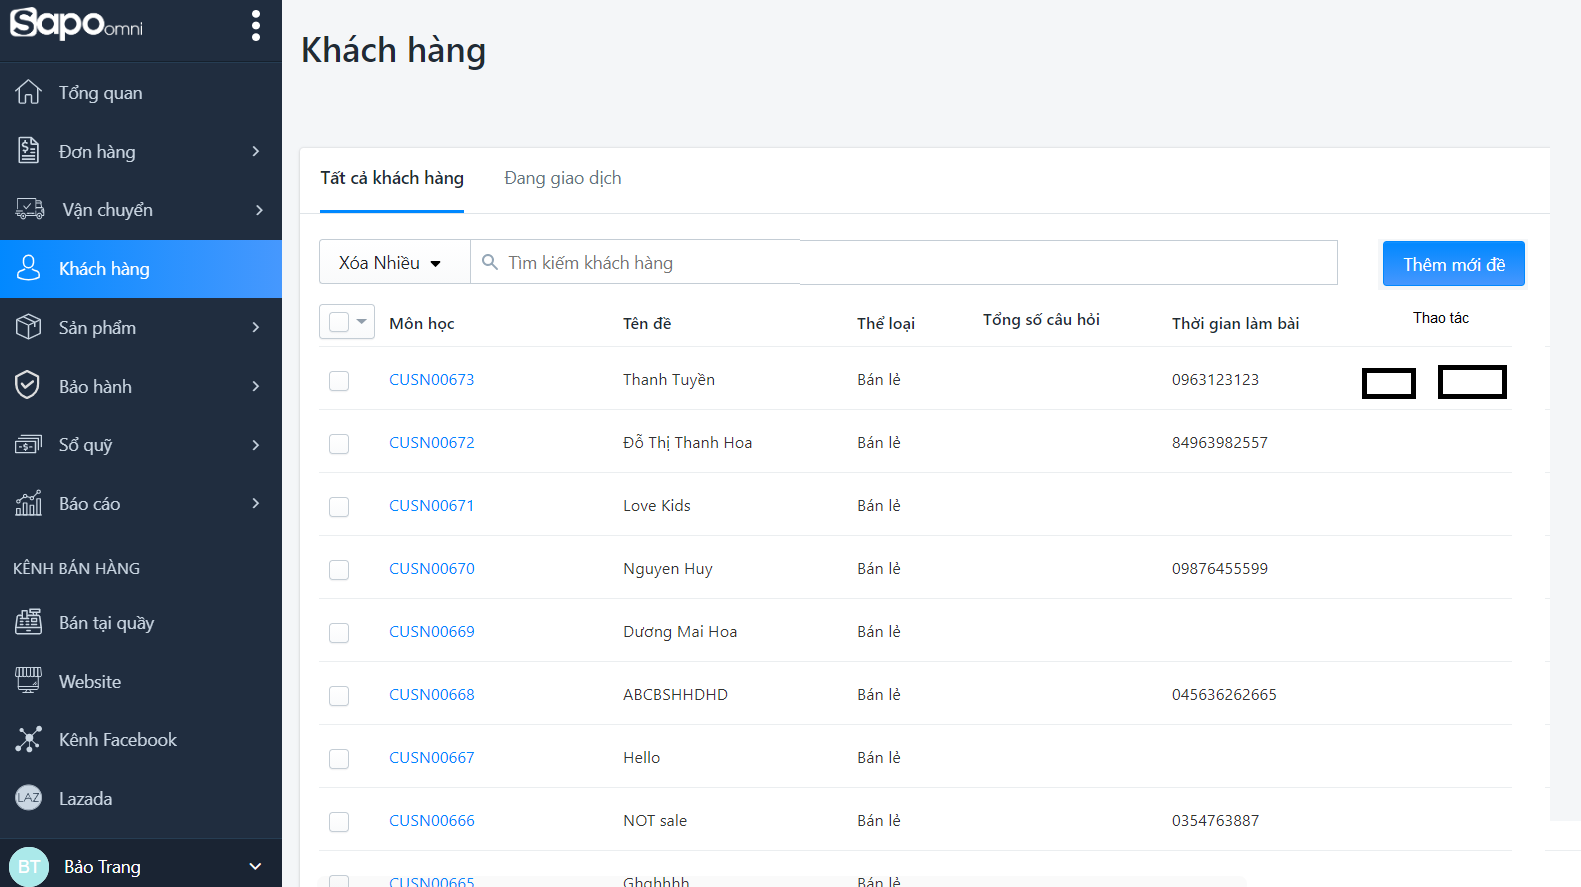 Sapo omni
Tổng quan
Đơn hàng
Vận chuyển
Khách hàng
Sản phẩm
Bảo hành
Sổ quỹ
Báo cáo
KÊNH BÁN HÀNG
Bán tại quầy
Website
Kênh Facebook
LAZ Lazada
BT Bảo Trang
Khách hàng
Tất cả khách hàng Đang giao dịch
Xóa Nhiều Tìm kiếm khách hàng Thêm mới đề
Môn học Tên đề Thể loại Tổng số câu hỏi Thời gian làm bài Thao tác
CUSN00673 Thanh Tuyền Bán lẻ 0963123123
CUSN00672 Đỗ Thị Thanh Hoa Bán lẻ 84963982557
CUSN00671 Love Kids Bán lẻ
CUSN00670 Nguyen Huy Bán lẻ 09876455599
CUSN00669 Dương Mai Hoa Bán lẻ
CUSN00668 ABCBSHHDHD Bán lẻ 045636262665
CUSN00667 Hello Bán lẻ
CUSN00666 NOT sale Bán lẻ 0354763887
CUSN00665 Ghghhhh Bán lẻ